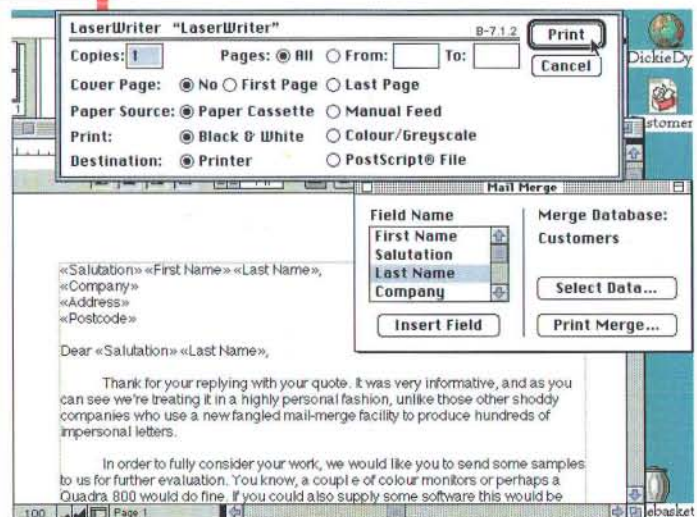 LaserWriter "LaserWriter" B-7.1.2 Print
Copies: 1 Pages: All From: To: Cancel
Cover Page: No First Page Last Page
Paper Source: Paper Cassette Manual Feed
Print: Black & White Colour/Greyscale
Destination: Printer PostScript® File
DickieDy
stomer
1
Mail Merge
Field Name
First Name
Salutation
Last Name
Company
Insert Field
Merge Database:
Customers
Select Data...
Print Merge...
«Salutation» «First Name» «Last Name»,
«Company»
«Address»
«Postcode»
Dear «Salutation» «Last Name»,
Thank for your replying with your quote. It was very informative, and as you
can see we're treating it in a highly personal fashion, unlike those other shoddy
companies who use a new fangled mail-merge facility to produce hundreds of
impersonal letters.
In order to fully consider your work, we would like you to send some samples
to us for further evaluation. You know, a coupl e of colour monitors or perhaps a
Quadra 800 would do fine. If you could also supply some software this would be
100 Page 1
ebasket